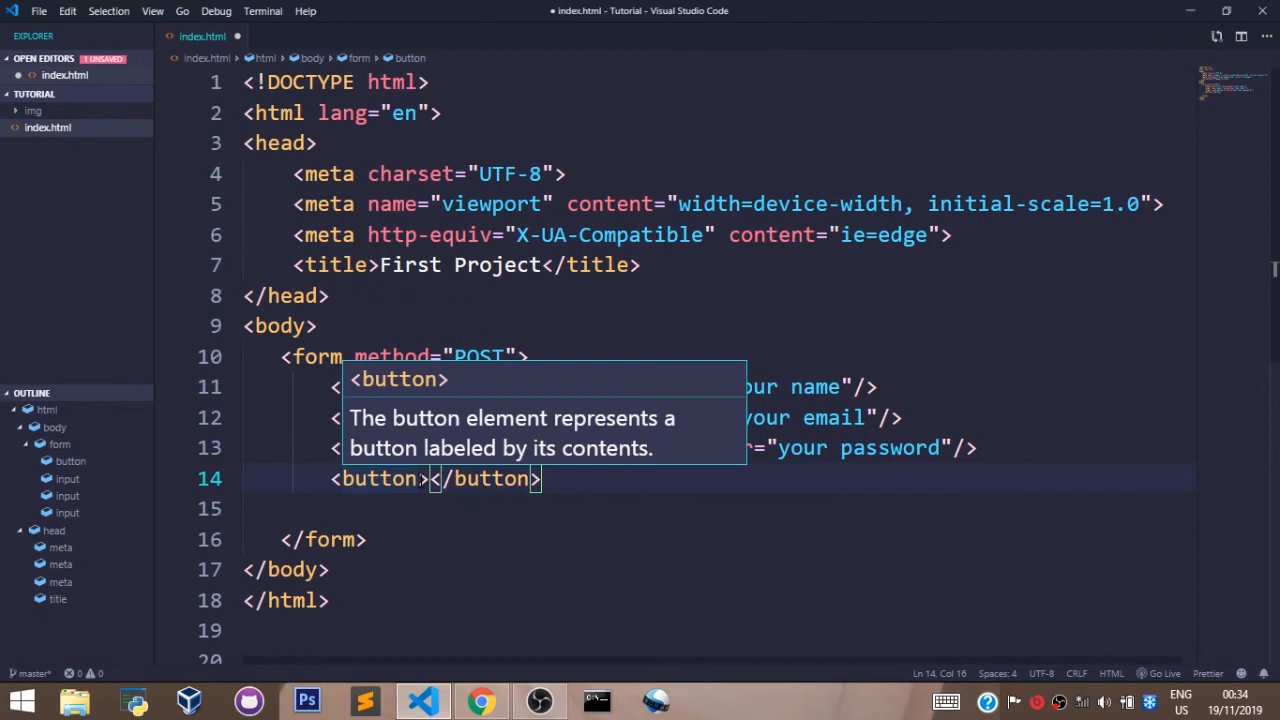 File Edit Selection View Go Debug Terminal Help
● index.html - Tutorial - Visual Studio Code
EXPLORER
OPEN EDITORS 1 UNSAVED
index.html
TUTORIAL
img
index.html
OUTLINE
html
body
form
button
input
input
input
head
meta
meta
meta
title
index.html
index.html › html › body › form › button
1 <!DOCTYPE html>
2 <html lang="en">
3 <head>
4 <meta charset="UTF-8">
5 <meta name="viewport" content="width=device-width, initial-scale=1.0">
6 <meta http-equiv="X-UA-Compatible" content="ie=edge">
7 <title>First Project</title>
8 </head>
9 <body>
10 <form method="POST">
11 < our name"/>
12 < your email"/>
13 < ="your password"/>
14 <button></button>
15
16 </form>
17 </body>
18 </html>
19
20
<button>
The button element represents a
button labeled by its contents.
master* 0 0 Ln 14, Col 16 Spaces: 4 UTF-8 CRLF HTML Go Live Prettier
Ps
ENG
US
00:34
19/11/2019